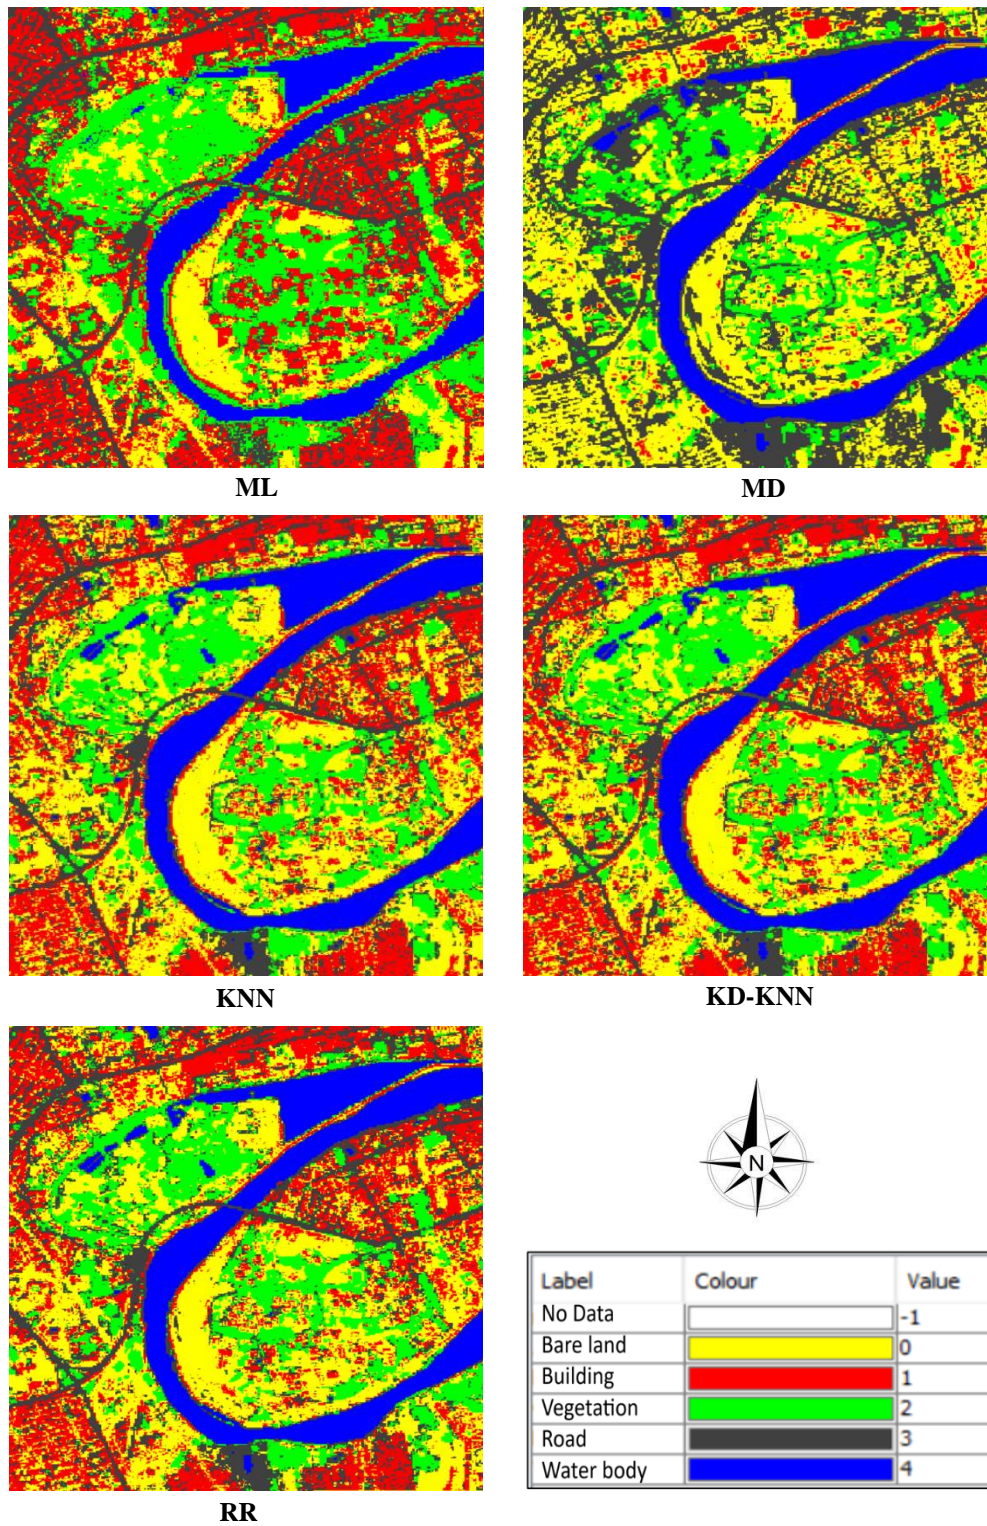 ML
MD
KNN
KD-KNN
RR
N
Label Colour Value
No Data -1
Bare land 0
Building 1
Vegetation 2
Road 3
Water body 4